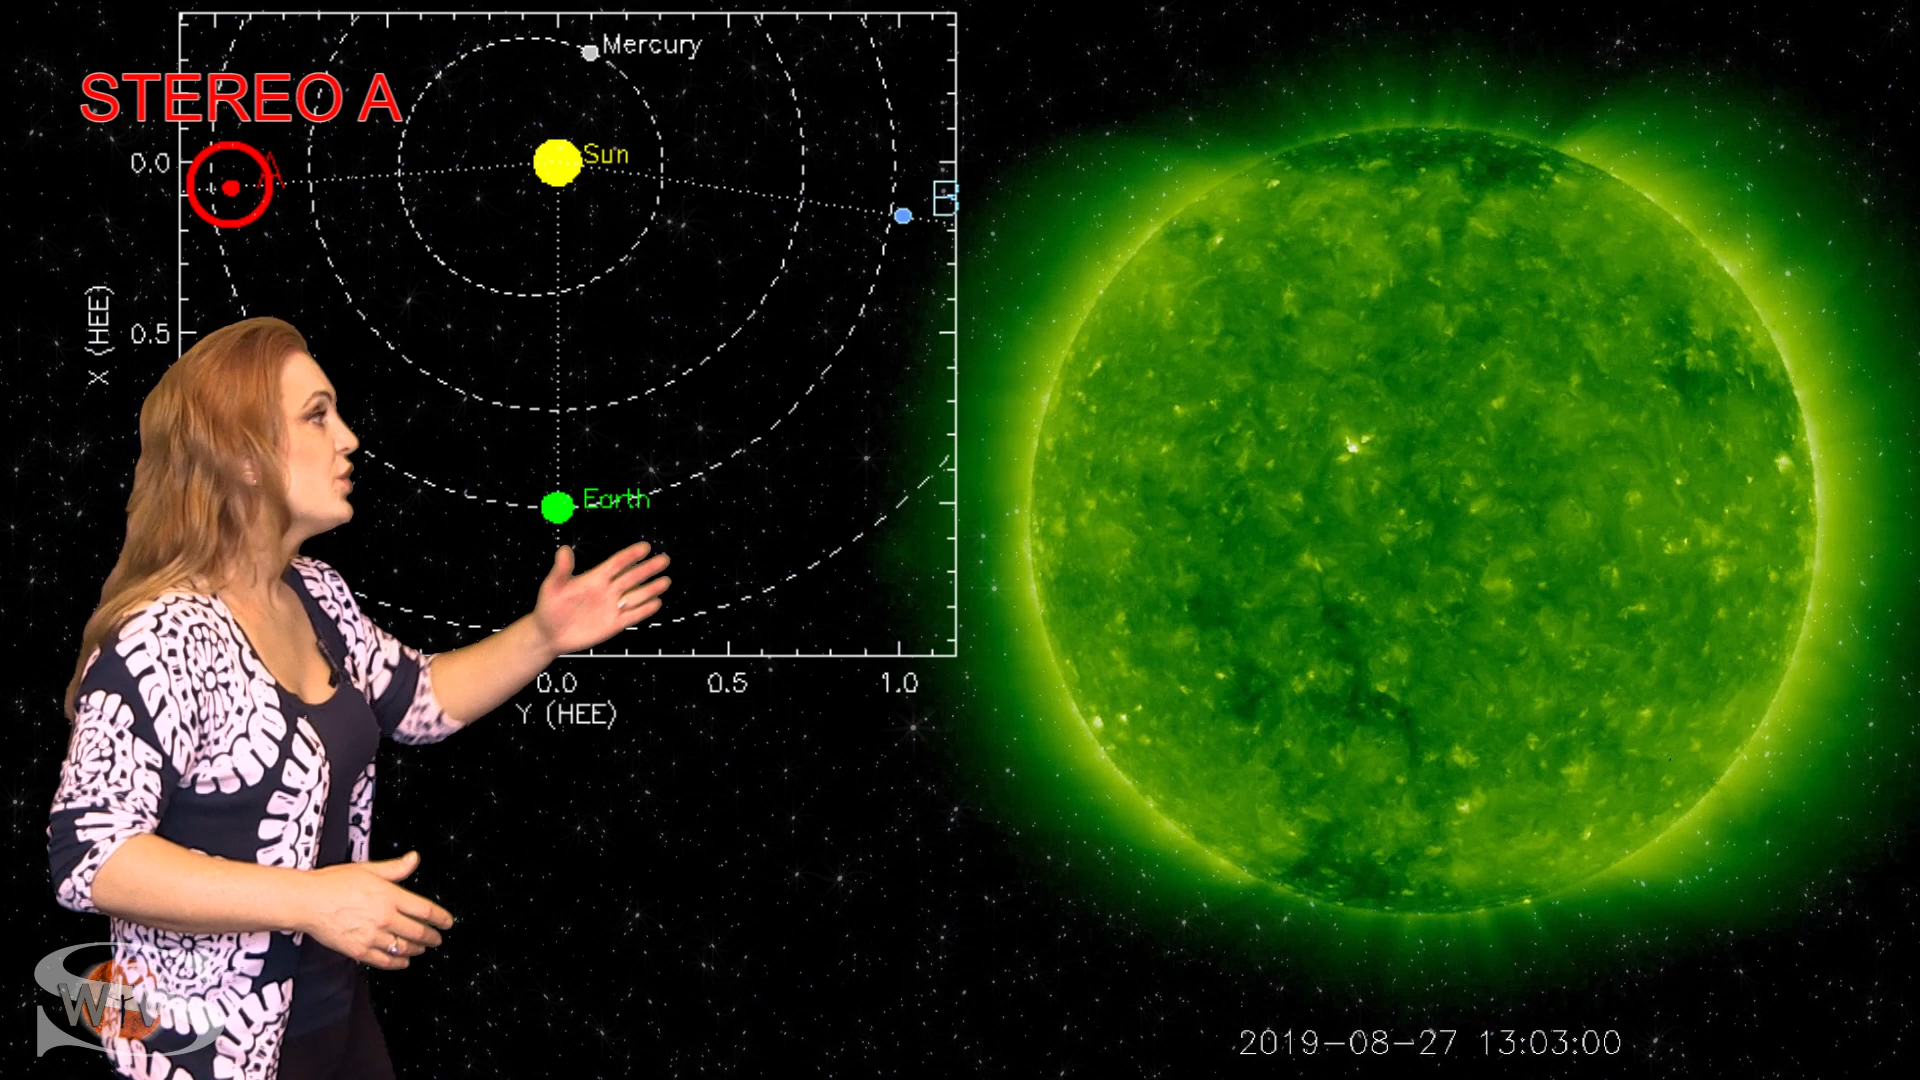 Mercury
STEREO A
Sun
0.0
A
B
X (HEE)
0.5
Earth
0.0
0.5
1.0
Y (HEE)
2019-08-27 13:03:00